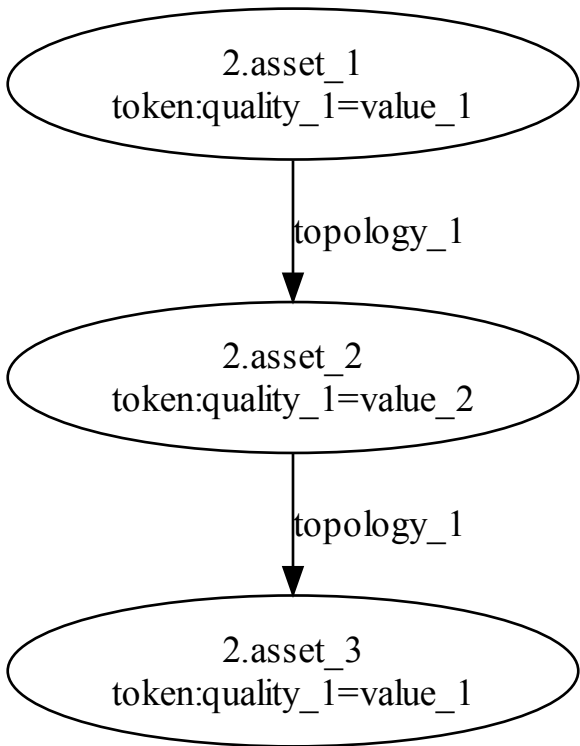 2.asset_1
token:quality_1=value_1
topology_1
2.asset_2
token:quality_1=value_2
topology_1
2.asset_3
token:quality_1=value_1